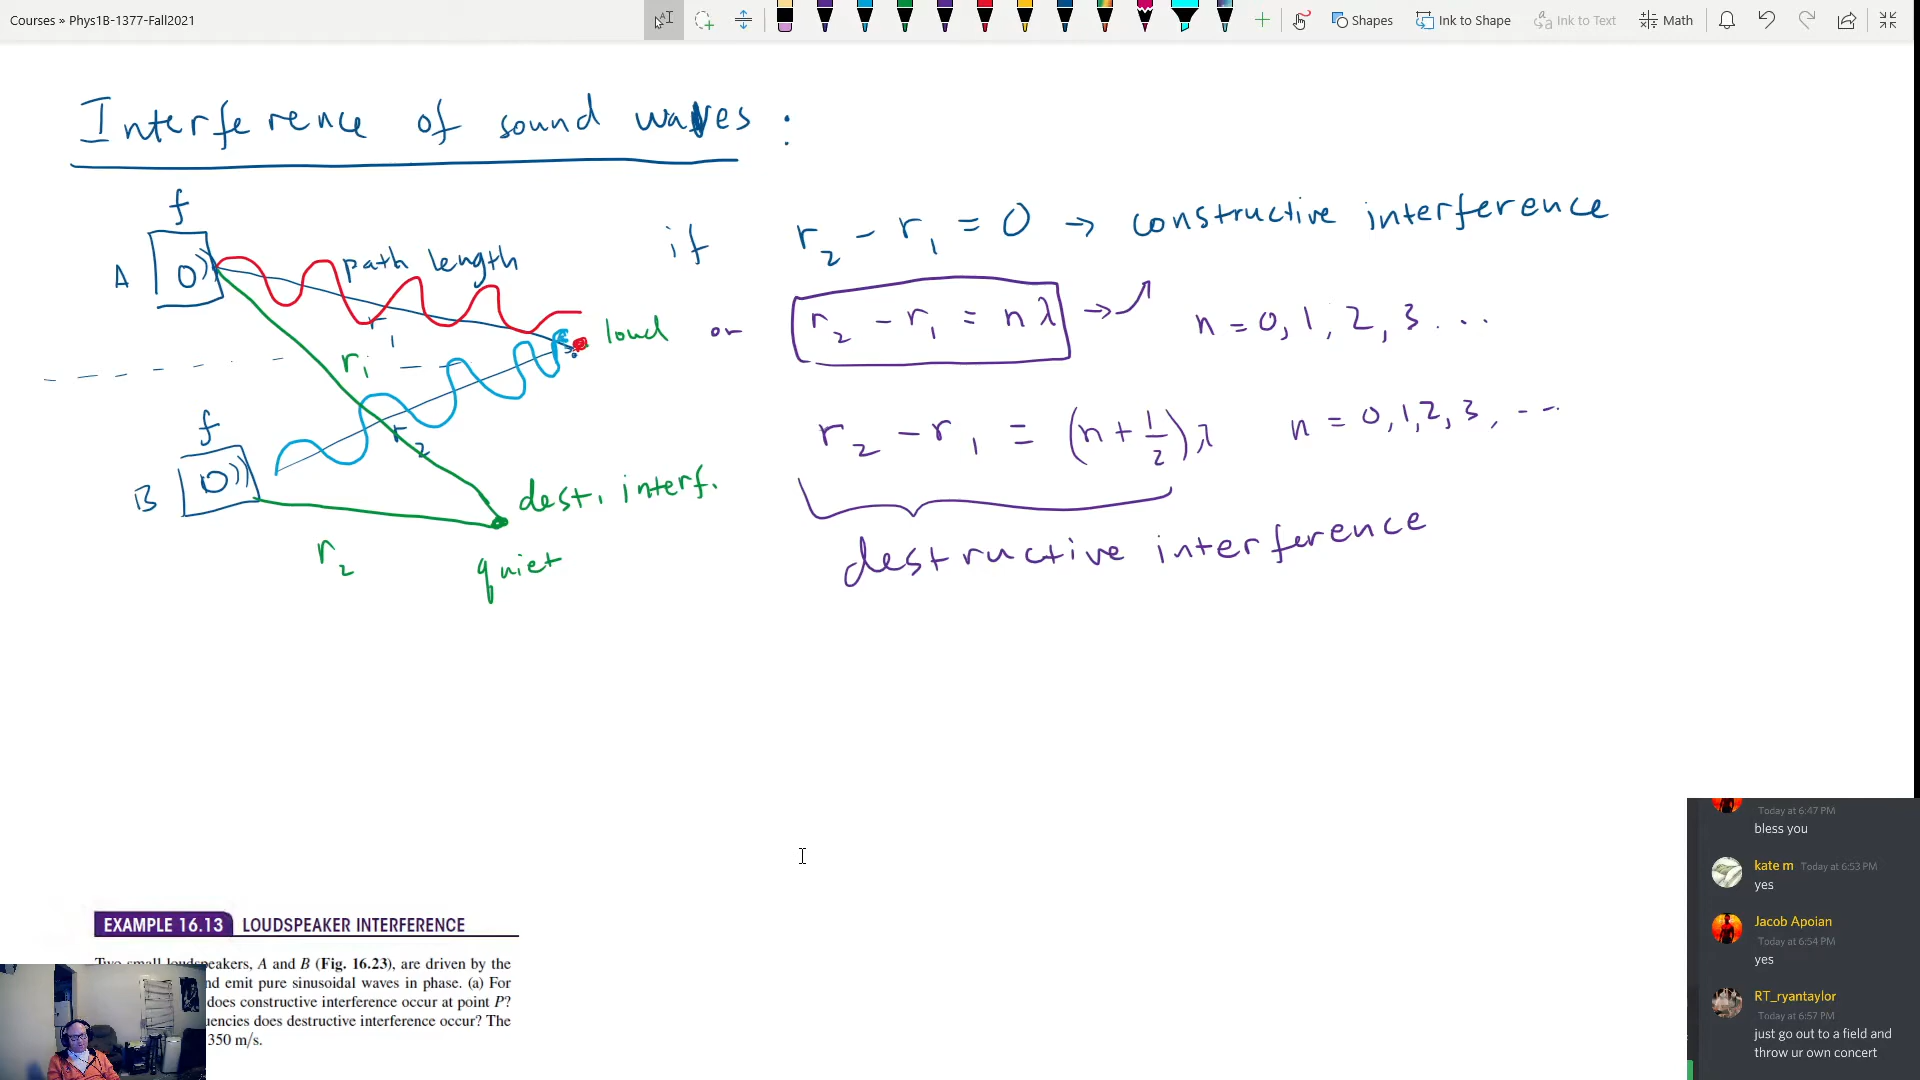 Courses » Phys1B-1377-Fall2021
Shapes
Ink to Shape
Ink to Text
Math
Interference of sound waves :
f
A
path length
r₁
loud
r₁
f
r₂
B
dest. interf.
r₂
quiet
if r₂ - r₁ = 0 → constructive interference
or r₂ - r₁ = nλ → n = 0, 1, 2, 3 ...
r₂ - r₁ = (n + 1/2)λ n = 0, 1, 2, 3, ...
destructive interference
EXAMPLE 16.13 LOUDSPEAKER INTERFERENCE
Two small loudspeakers, A and B (Fig. 16.23), are driven by the
nd emit pure sinusoidal waves in phase. (a) For
does constructive interference occur at point P?
uencies does destructive interference occur? The
350 m/s.
Today at 6:47 PM
bless you
kate m Today at 6:53 PM
yes
Jacob Apoian
Today at 6:54 PM
yes
RT_ryantaylor
Today at 6:57 PM
just go out to a field and
throw ur own concert